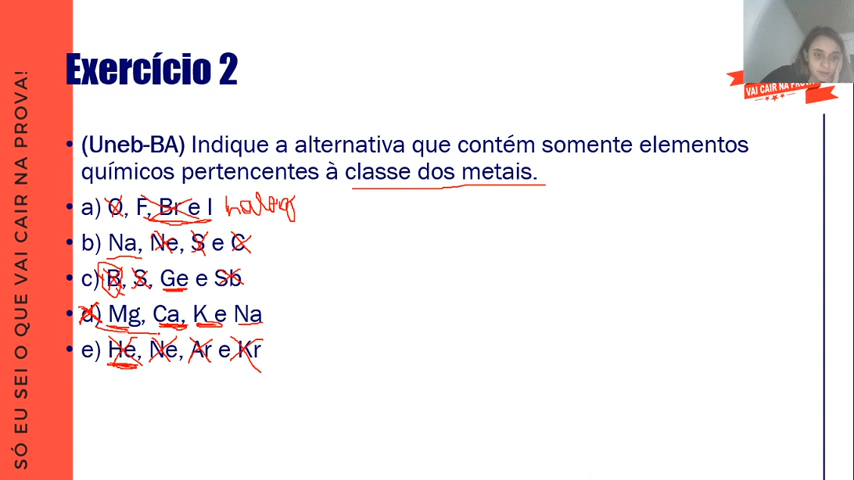 Exercício 2
VAI CAIR NA PROVA!
SÓ EU SEI O QUE VAI CAIR NA PROVA!
• (Uneb-BA) Indique a alternativa que contém somente elementos
químicos pertencentes à classe dos metais.
• a) O, F, Br e I
• b) Na, Ne, S e C
• c) B, S, Ge e Sb
• d) Mg, Ca, K e Na
• e) He, Ne, Ar e Kr